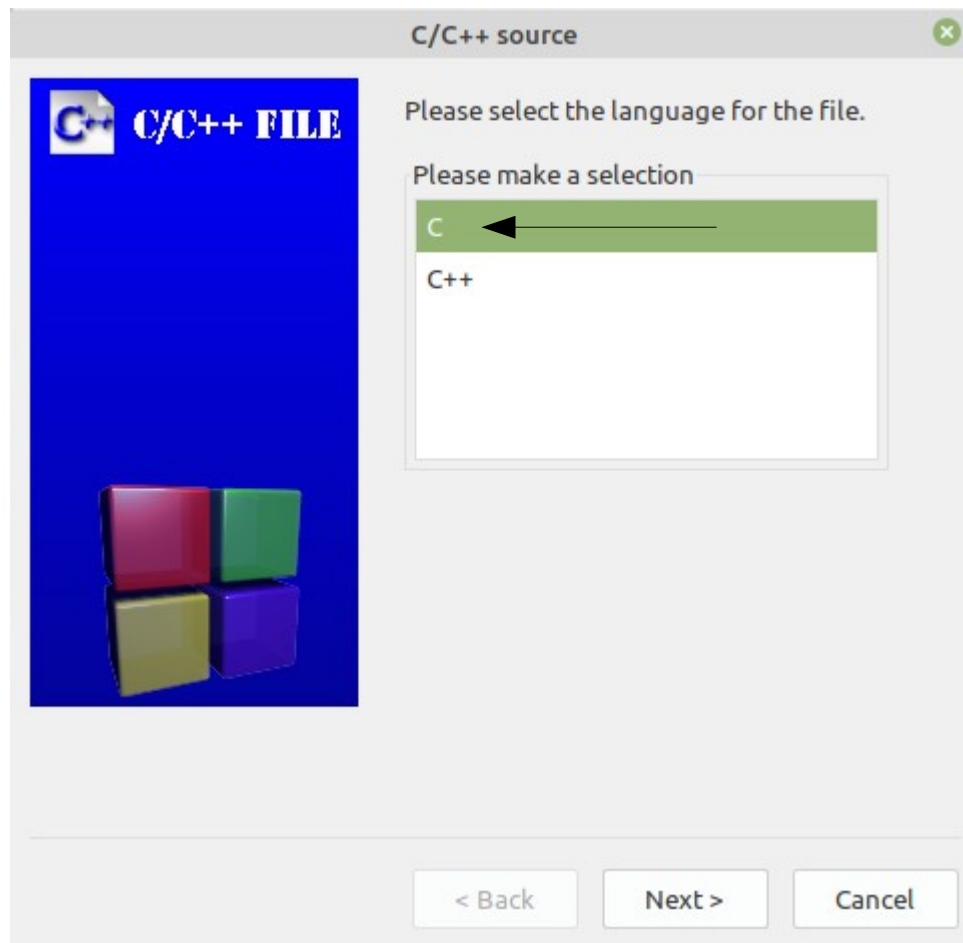 C/C++ source
C++ C/C++ FILE
Please select the language for the file.
Please make a selection
C
C++
< Back Next > Cancel